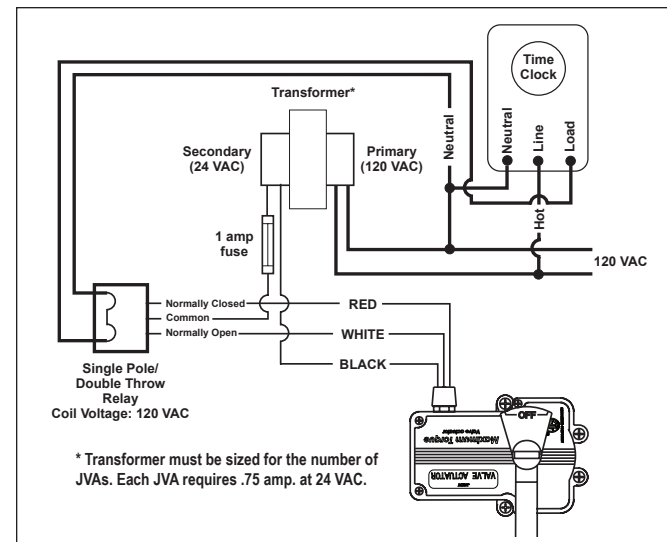 Time
Clock
Transformer*
Neutral
Line
Load
Neutral
Secondary
(24 VAC)
Primary
(120 VAC)
Hot
1 amp
fuse
120 VAC
Normally Closed
RED
Common
Normally Open
WHITE
BLACK
Single Pole/
Double Throw
Relay
Coil Voltage: 120 VAC
OFF
Maximum Torque
Valve actuator
VALVE ACTUATOR
* Transformer must be sized for the number of
JVAs. Each JVA requires .75 amp. at 24 VAC.